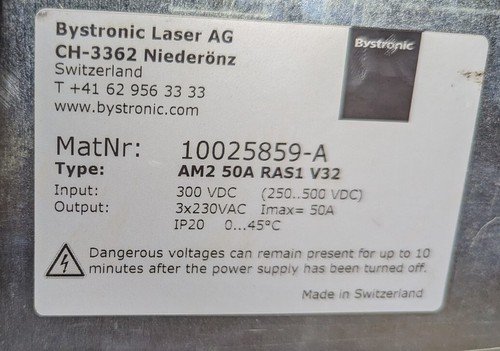 Bystronic Laser AG
CH-3362 Niederönz
Switzerland
T +41 62 956 33 33
www.bystronic.com
Bystronic
MatNr: 10025859-A
Type: AM2 50A RAS1 V32
Input: 300 VDC (250..500 VDC)
Output: 3x230VAC Imax= 50A
IP20 0...45°C
Dangerous voltages can remain present for up to 10
minutes after the power supply has been turned off.
Made in Switzerland